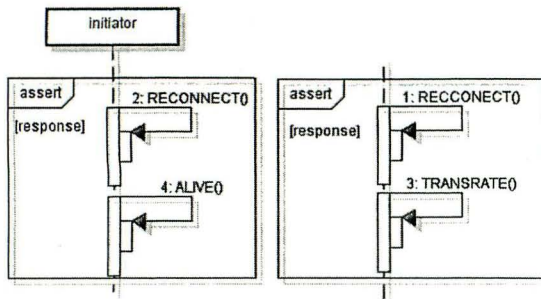 initiator
assert
2: RECONNECT()
[response]
4: ALIVE()
assert
1: RECCONECT()
[response]
3: TRANSRATE()